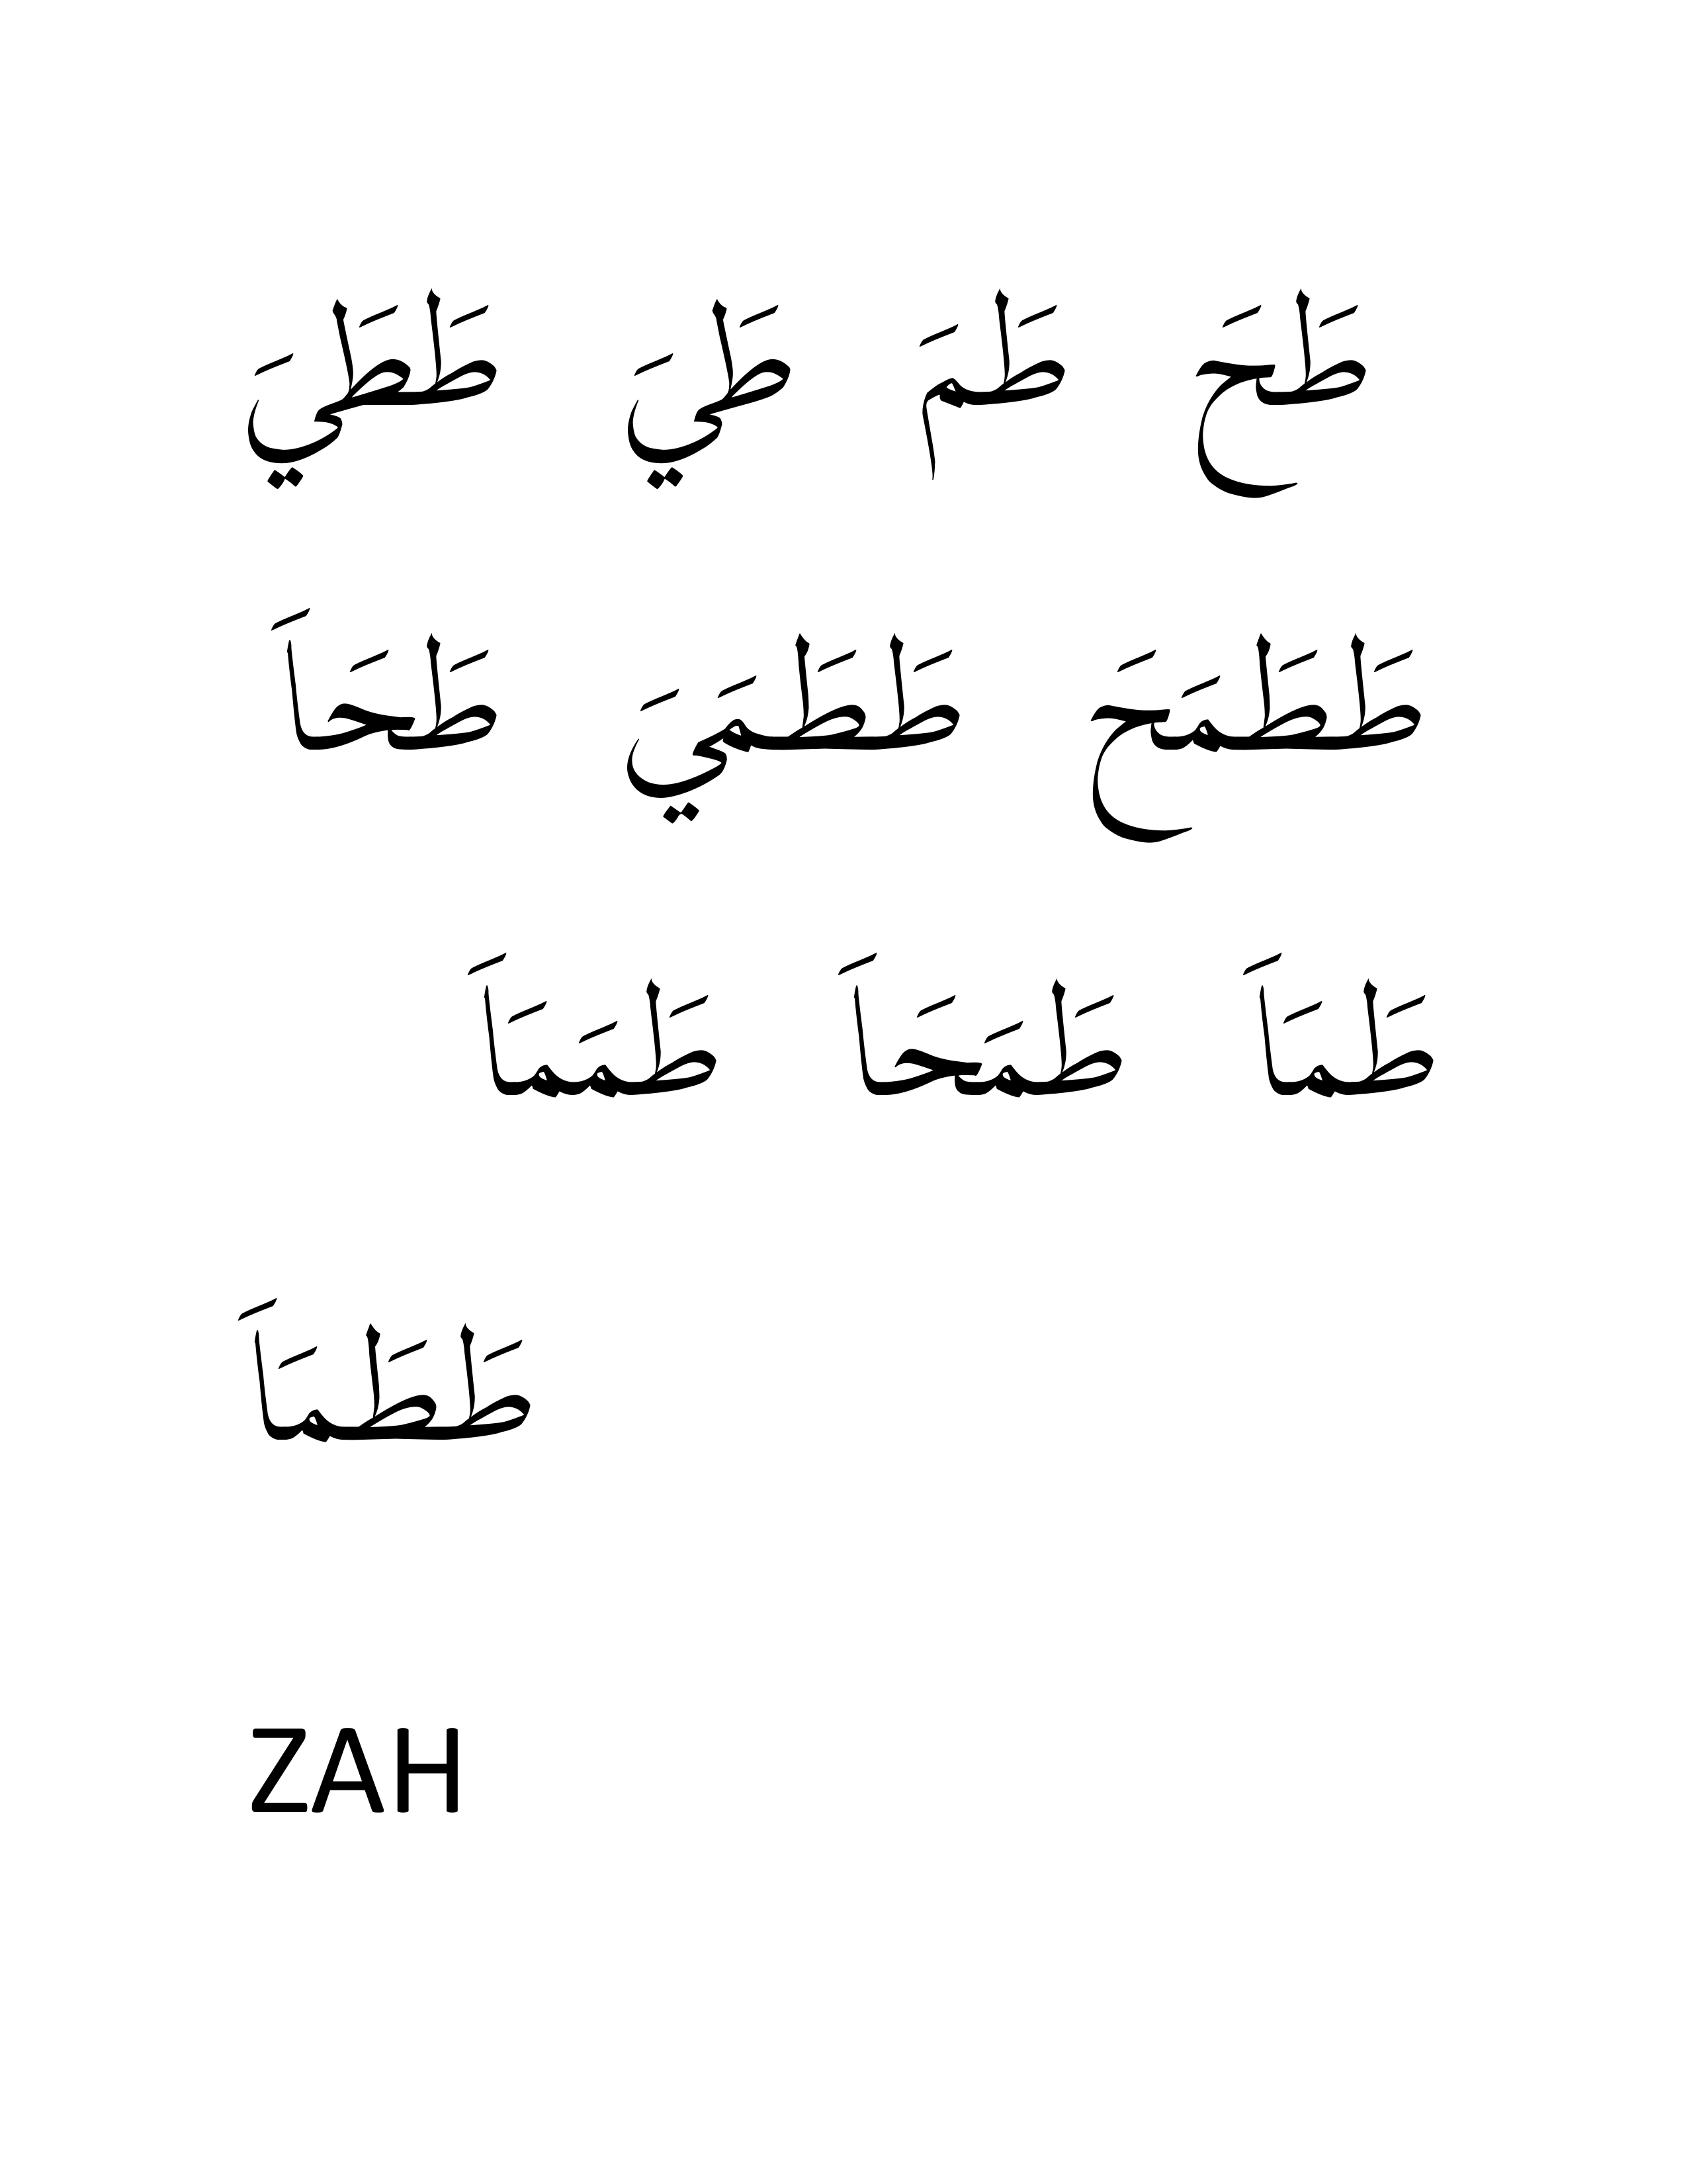 طَحَ طَمَ طَيَ طَطَيَ
طَطَمَحَ طَطَمَيَ طَحَاَ
طَمَاَ طَمَحَاَ طَمَمَاَ
طَطَمَاَ
ZAH